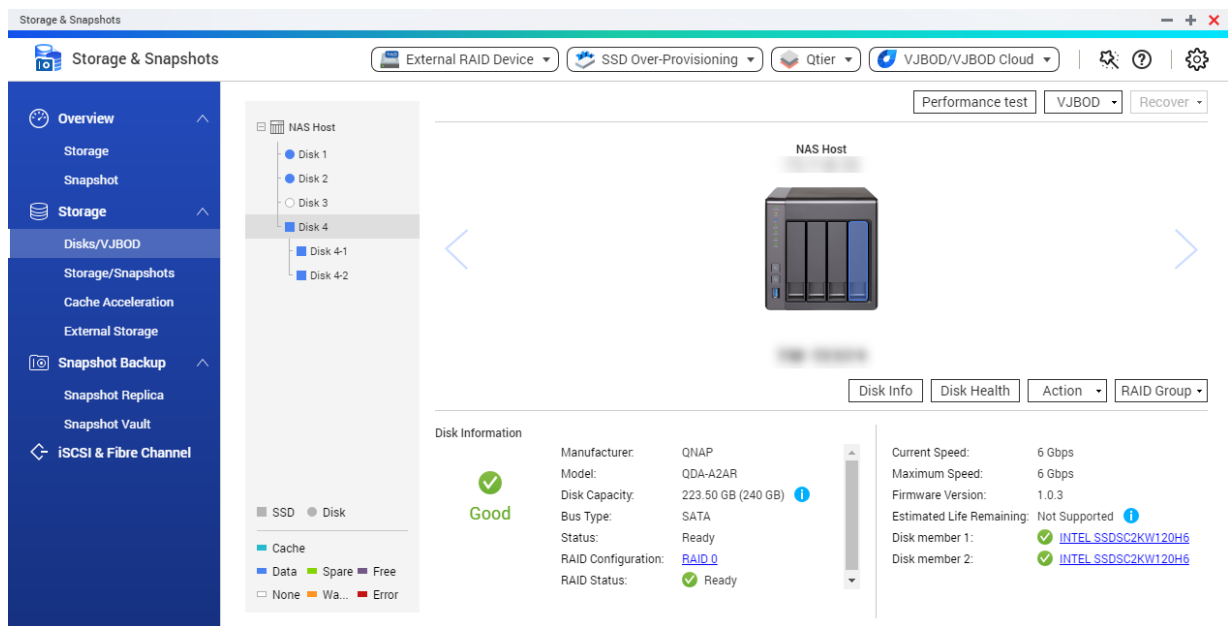 Storage & Snapshots
Storage & Snapshots
External RAID Device
SSD Over-Provisioning
Qtier
VJBOD/VJBOD Cloud
Overview
Storage
Snapshot
Storage
Disks/VJBOD
Storage/Snapshots
Cache Acceleration
External Storage
Snapshot Backup
Snapshot Replica
Snapshot Vault
iSCSI & Fibre Channel
NAS Host
Disk 1
Disk 2
Disk 3
Disk 4
Disk 4-1
Disk 4-2
SSD Disk
Cache
Data Spare Free
None Wa... Error
Performance test VJBOD Recover
NAS Host
Disk Info Disk Health Action RAID Group
Disk Information
Good
Manufacturer: QNAP
Model: QDA-A2AR
Disk Capacity: 223.50 GB (240 GB)
Bus Type: SATA
Status: Ready
RAID Configuration: RAID 0
RAID Status: Ready
Current Speed: 6 Gbps
Maximum Speed: 6 Gbps
Firmware Version: 1.0.3
Estimated Life Remaining: Not Supported
Disk member 1: INTEL SSDSC2KW120H6
Disk member 2: INTEL SSDSC2KW120H6